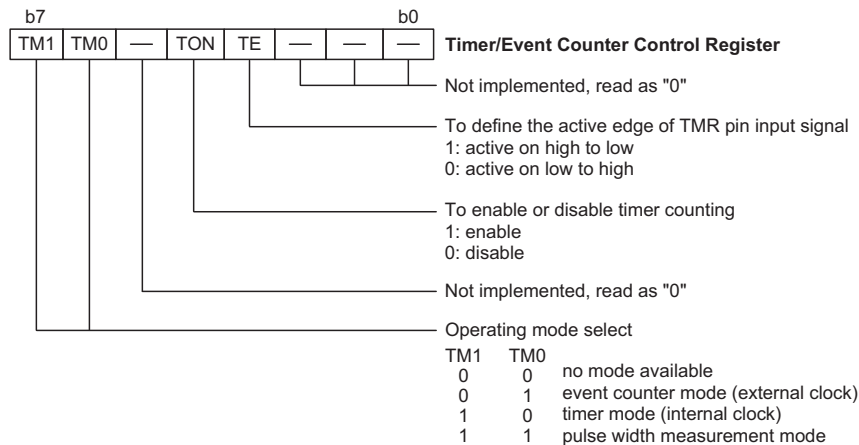 b7 b0
TM1 TM0 — TON TE — — — Timer/Event Counter Control Register
Not implemented, read as "0"
To define the active edge of TMR pin input signal
1: active on high to low
0: active on low to high
To enable or disable timer counting
1: enable
0: disable
Not implemented, read as "0"
Operating mode select
TM1 TM0
0 0 no mode available
0 1 event counter mode (external clock)
1 0 timer mode (internal clock)
1 1 pulse width measurement mode